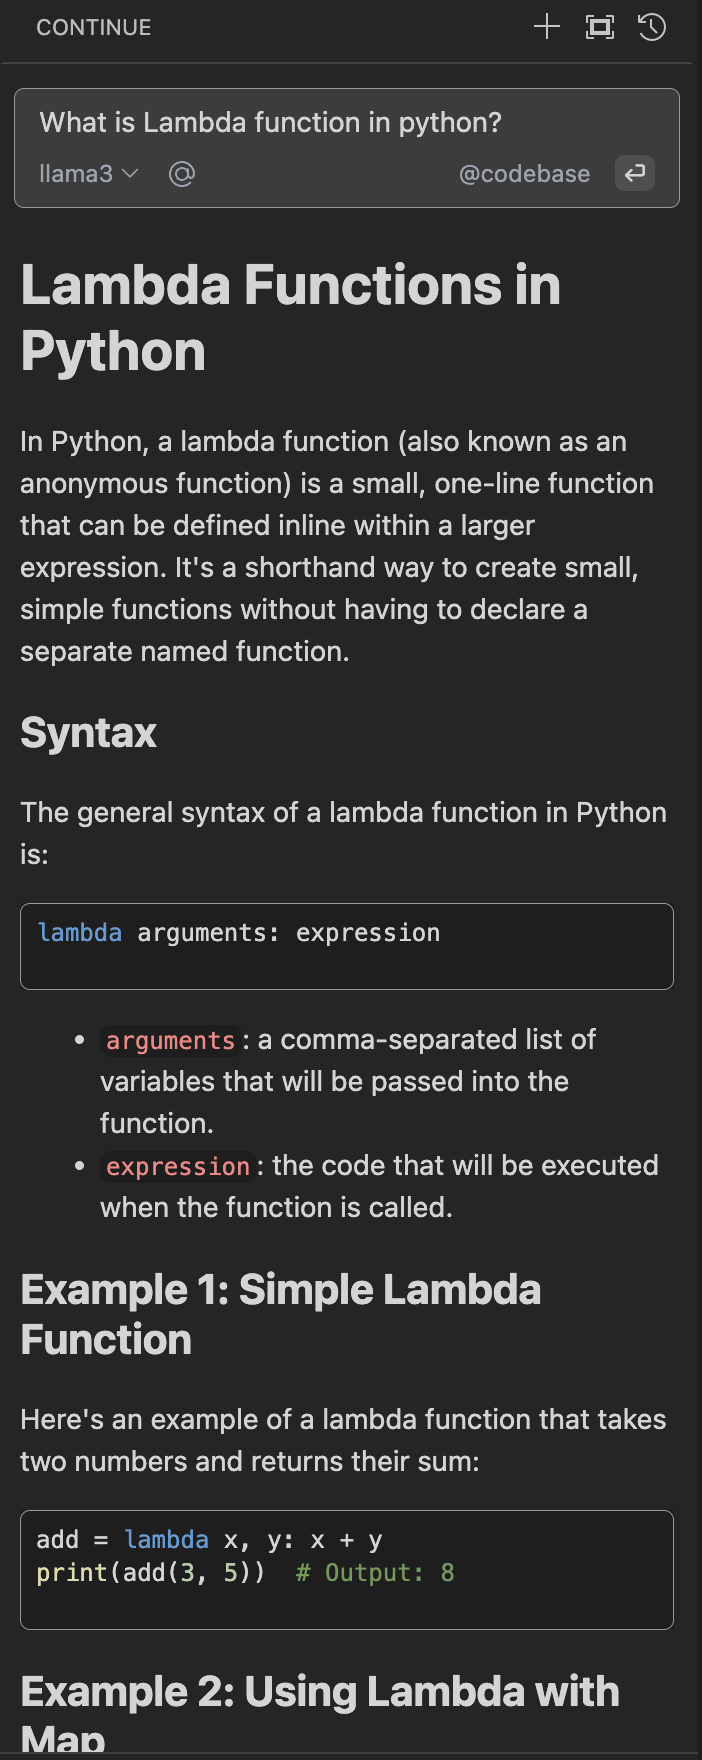 CONTINUE
What is Lambda function in python?
llama3 @ @codebase
Lambda Functions in
Python
In Python, a lambda function (also known as an
anonymous function) is a small, one-line function
that can be defined inline within a larger
expression. It's a shorthand way to create small,
simple functions without having to declare a
separate named function.
Syntax
The general syntax of a lambda function in Python
is:
lambda arguments: expression
• arguments: a comma-separated list of
variables that will be passed into the
function.
• expression: the code that will be executed
when the function is called.
Example 1: Simple Lambda
Function
Here's an example of a lambda function that takes
two numbers and returns their sum:
add = lambda x, y: x + y
print(add(3, 5))  # Output: 8
Example 2: Using Lambda with
Map